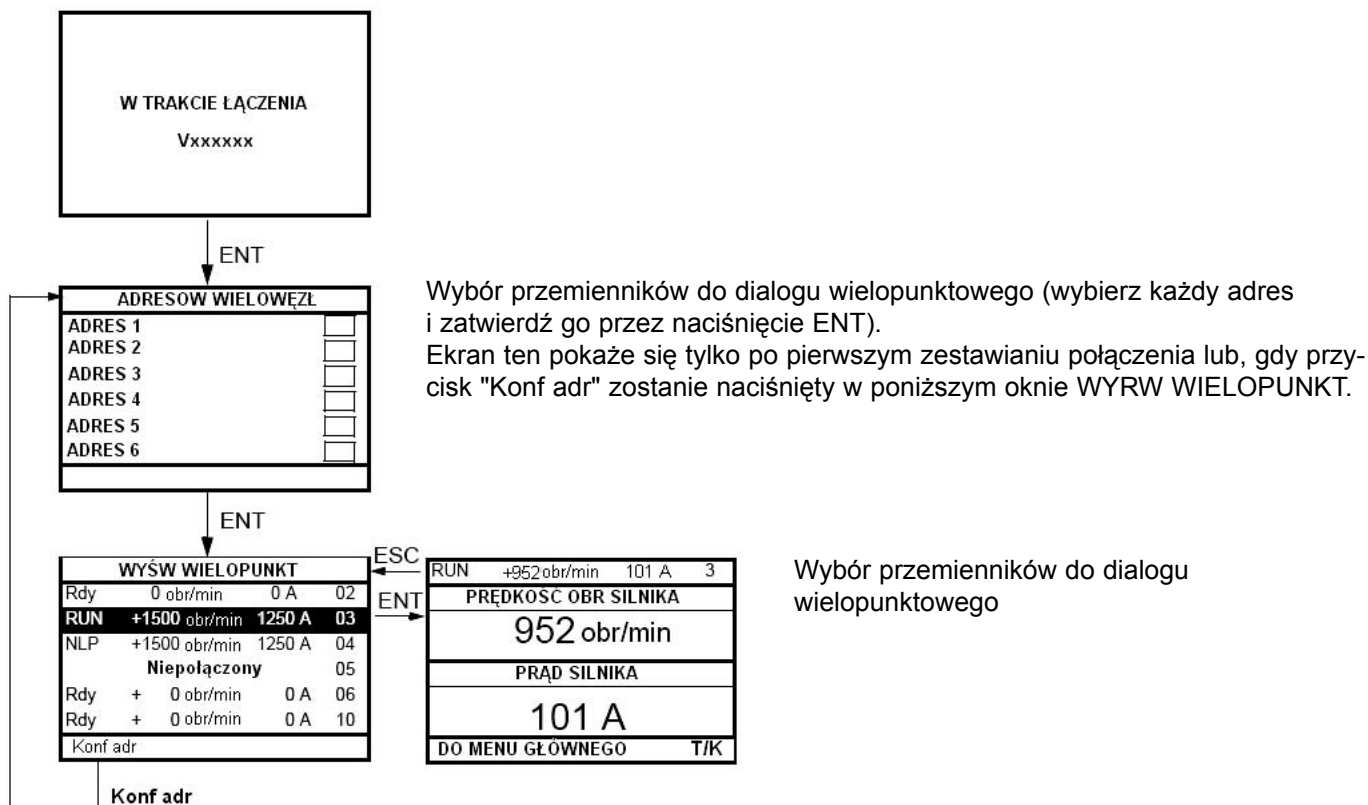 W TRAKCIE ŁĄCZENIA
Vxxxxxx
ENT
ADRESOW WIELOWĘZŁ
ADRES 1
ADRES 2
ADRES 3
ADRES 4
ADRES 5
ADRES 6
Wybór przemienników do dialogu wielopunktowego (wybierz każdy adres
i zatwierdź go przez naciśnięcie ENT).
Ekran ten pokaże się tylko po pierwszym zestawianiu połączenia lub, gdy przy-
cisk "Konf adr" zostanie naciśnięty w poniższym oknie WYRW WIELOPUNKT.
ENT
WYŚW WIELOPUNKT
Rdy 0 obr/min 0 A 02
RUN +1500 obr/min 1250 A 03
NLP +1500 obr/min 1250 A 04
Niepołączony 05
Rdy + 0 obr/min 0 A 06
Rdy + 0 obr/min 0 A 10
Konf adr
Konf adr
ESC
ENT
RUN +952 obr/min 101 A 3
PRĘDKOŚĆ OBR SILNIKA
952 obr/min
PRĄD SILNIKA
101 A
DO MENU GŁÓWNEGO T/K
Wybór przemienników do dialogu
wielopunktowego